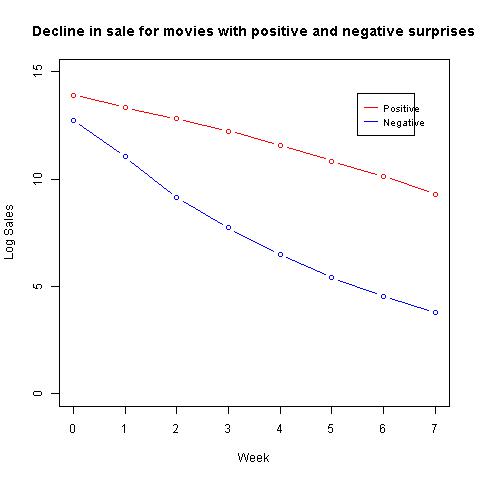 Decline in sale for movies with positive and negative surprises
15
10
5
0
Log Sales
Positive
Negative
0 1 2 3 4 5 6 7
Week